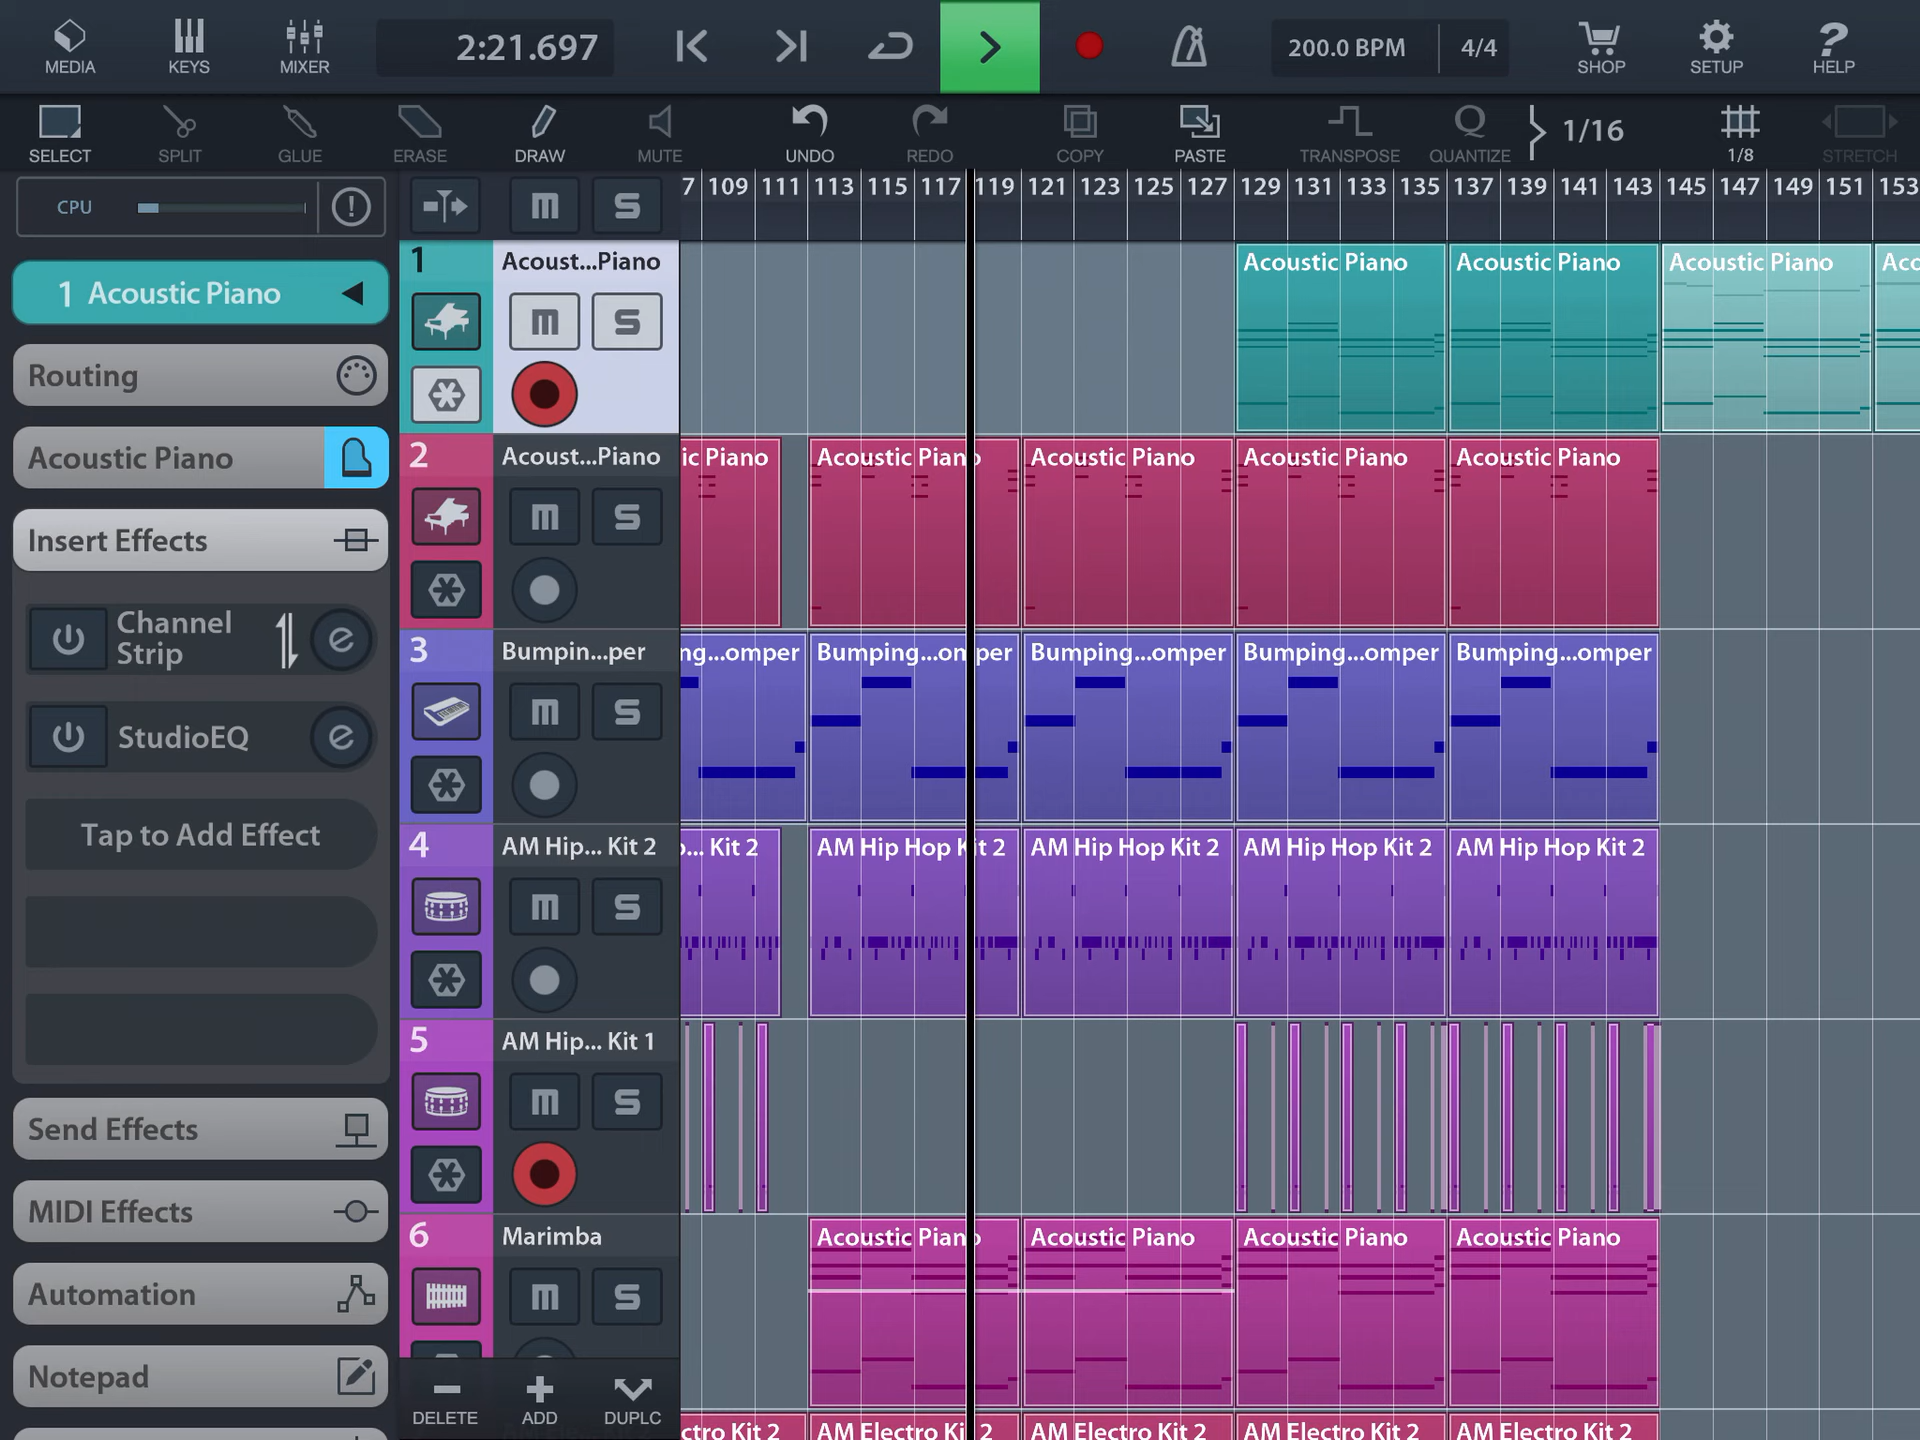 MEDIA KEYS MIXER 2:21.697 200.0 BPM 4/4 SHOP SETUP HELP
SELECT SPLIT GLUE ERASE DRAW MUTE UNDO REDO COPY PASTE TRANSPOSE QUANTIZE 1/16 1/8 STRETCH
CPU m S 7 109 111 113 115 117 119 121 123 125 127 129 131 133 135 137 139 141 143 145 147 149 151 153
1 Acoustic Piano
Routing
Acoustic Piano
Insert Effects
Channel Strip e
StudioEQ e
Tap to Add Effect
Send Effects
MIDI Effects
Automation
Notepad
1 Acoust...Piano Acoustic Piano Acoustic Piano Acoustic Piano Acc
m S
2 Acoust...Piano ic Piano Acoustic Piano Acoustic Piano Acoustic Piano Acoustic Piano
m S
3 Bumpin...per ng...omper Bumping...omper Bumping...omper Bumping...omper Bumping...omper
m S
4 AM Hip... Kit 2 o... Kit 2 AM Hip Hop Kit 2 AM Hip Hop Kit 2 AM Hip Hop Kit 2 AM Hip Hop Kit 2
m S
5 AM Hip... Kit 1
m S
6 Marimba Acoustic Piano Acoustic Piano Acoustic Piano Acoustic Piano
m S
DELETE ADD DUPLC
ctro Kit 2 AM Electro Kit 2 AM Electro Kit 2 AM Electro Kit 2 AM Electro Kit 2